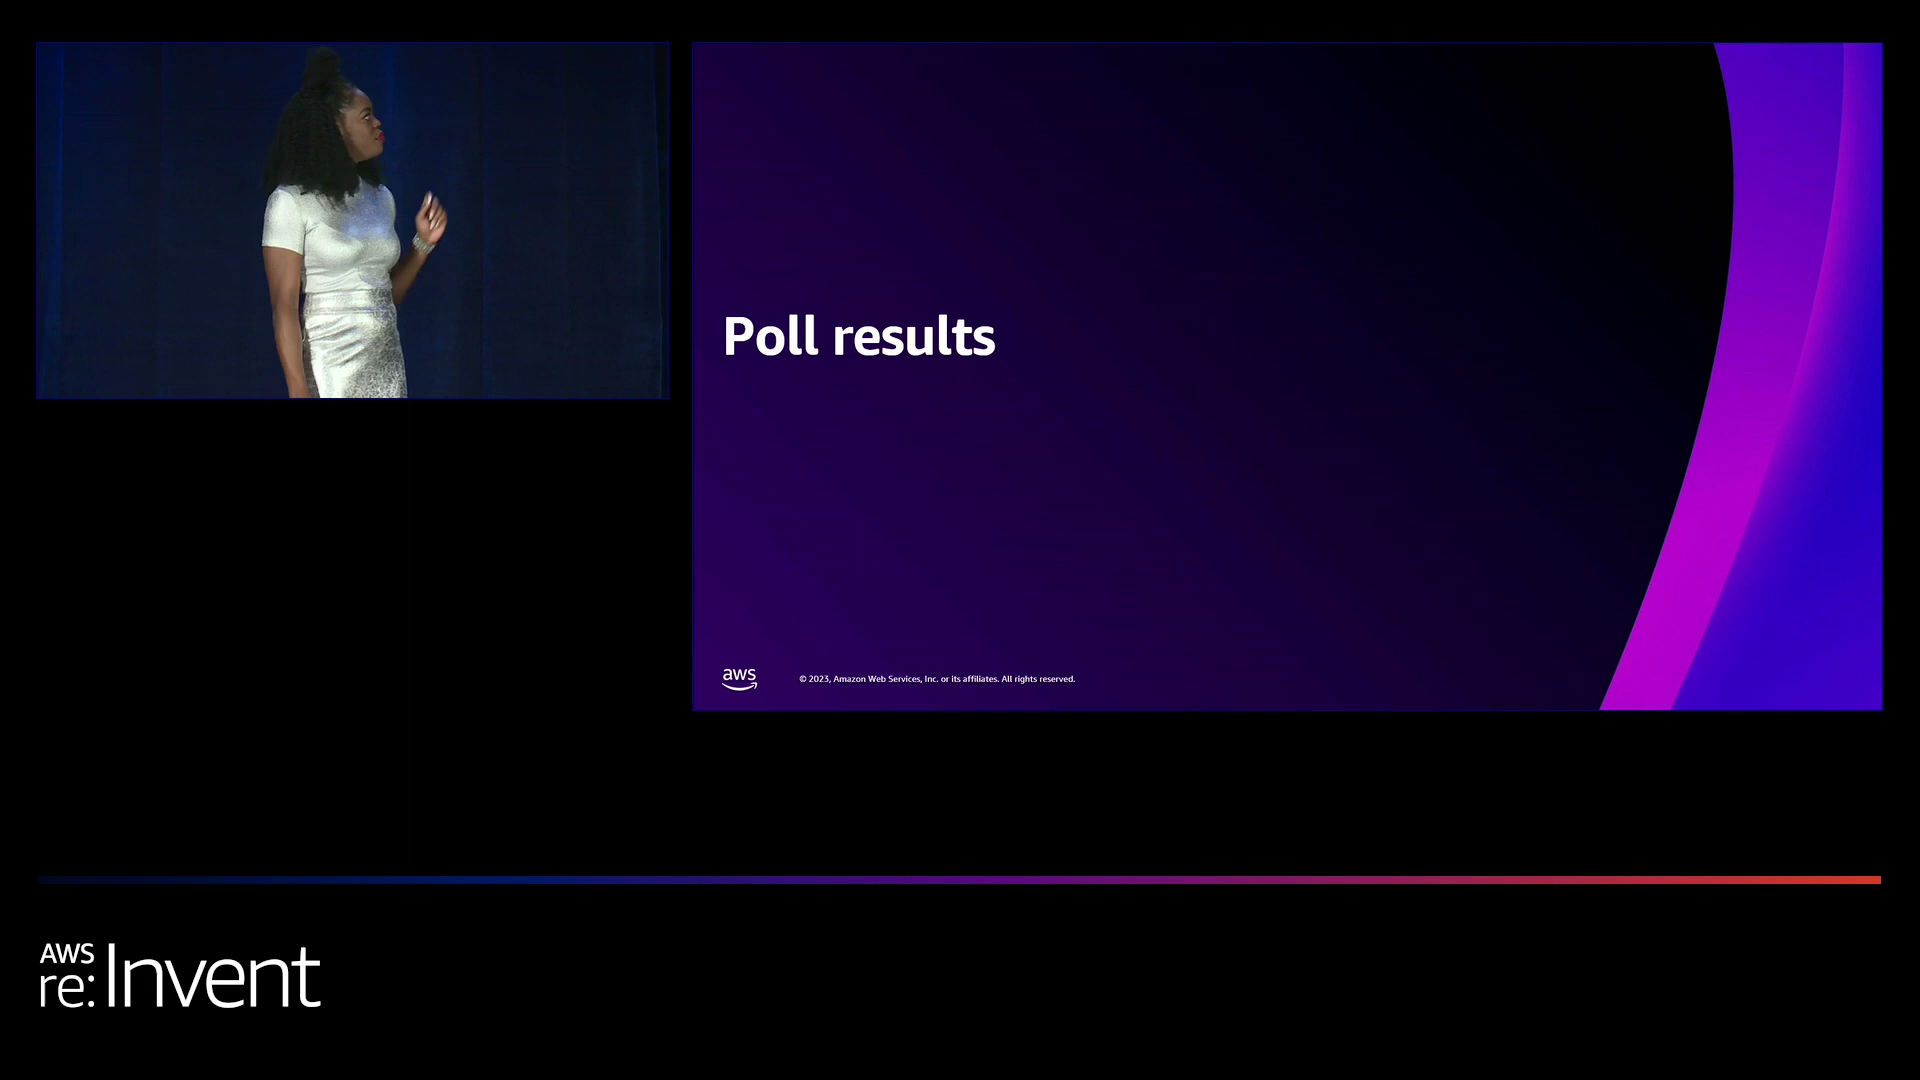 Poll results
aws
© 2023, Amazon Web Services, Inc. or its affiliates. All rights reserved.
AWS
re:Invent